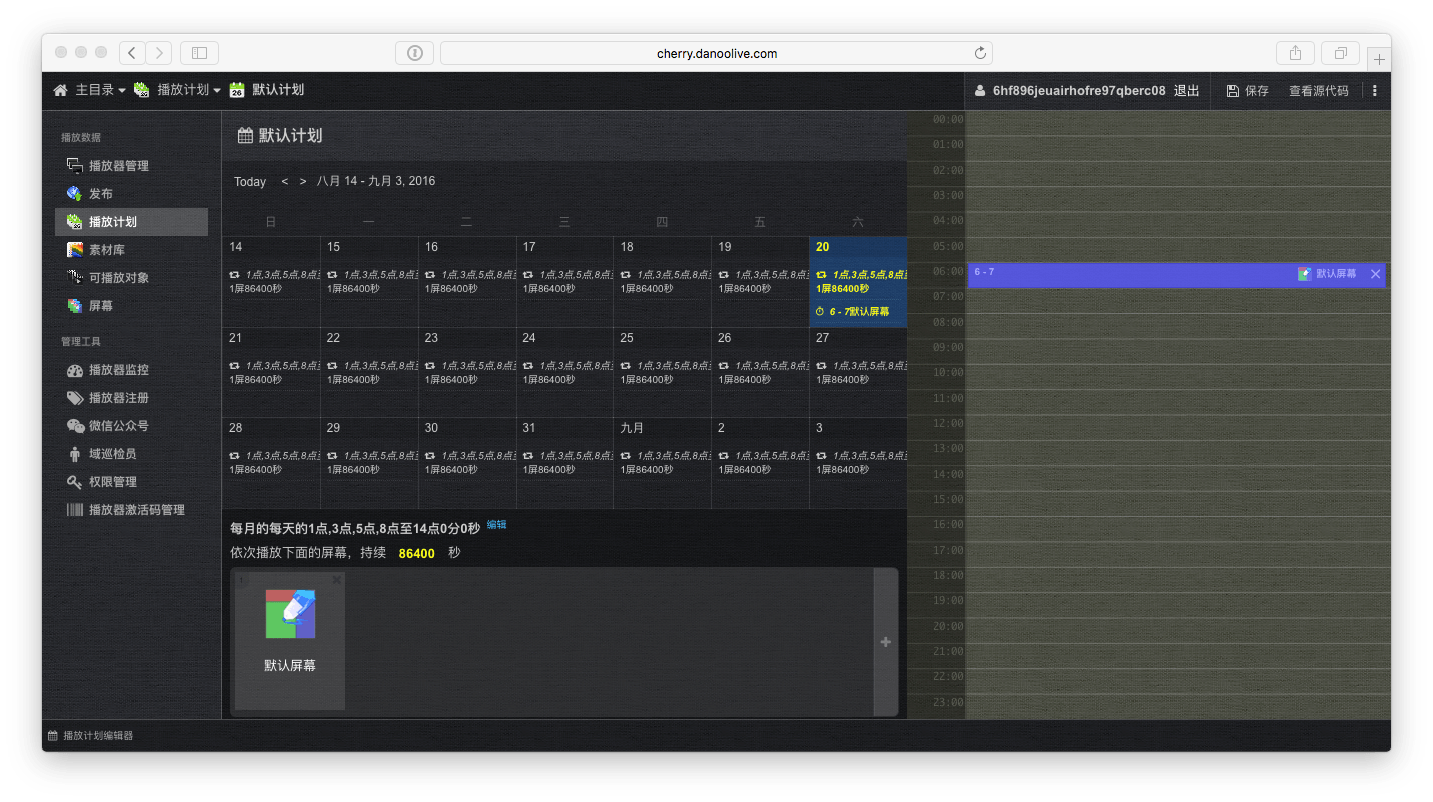 cherry.danoolive.com
主目录 播放计划 26 默认计划
6hf896jeuairhofre97qberc08 退出 保存 查看源代码
播放数据
播放器管理
发布
播放计划
素材库
可播放对象
屏幕
管理工具
播放器监控
播放器注册
微信公众号
域巡检员
权限管理
播放器激活码管理
默认计划
Today < > 八月 14 - 九月 3, 2016
日 一 二 三 四 五 六
14 15 16 17 18 19 20
1点,3点,5点,8点至 1点,3点,5点,8点至 1点,3点,5点,8点至 1点,3点,5点,8点至 1点,3点,5点,8点至 1点,3点,5点,8点至 1点,3点,5点,8点至
1屏86400秒 1屏86400秒 1屏86400秒 1屏86400秒 1屏86400秒 1屏86400秒 1屏86400秒
6 - 7默认屏幕
21 22 23 24 25 26 27
1点,3点,5点,8点至 1点,3点,5点,8点至 1点,3点,5点,8点至 1点,3点,5点,8点至 1点,3点,5点,8点至 1点,3点,5点,8点至 1点,3点,5点,8点至
1屏86400秒 1屏86400秒 1屏86400秒 1屏86400秒 1屏86400秒 1屏86400秒 1屏86400秒
28 29 30 31 九月 2 3
1点,3点,5点,8点至 1点,3点,5点,8点至 1点,3点,5点,8点至 1点,3点,5点,8点至 1点,3点,5点,8点至 1点,3点,5点,8点至 1点,3点,5点,8点至
1屏86400秒 1屏86400秒 1屏86400秒 1屏86400秒 1屏86400秒 1屏86400秒 1屏86400秒
每月的每天的1点,3点,5点,8点至14点0分0秒 编辑
依次播放下面的屏幕，持续 86400 秒
1
默认屏幕
00:00
01:00
02:00
03:00
04:00
05:00
06:00 6 - 7 默认屏幕
07:00
08:00
09:00
10:00
11:00
12:00
13:00
14:00
15:00
16:00
17:00
18:00
19:00
20:00
21:00
22:00
23:00
播放计划编辑器